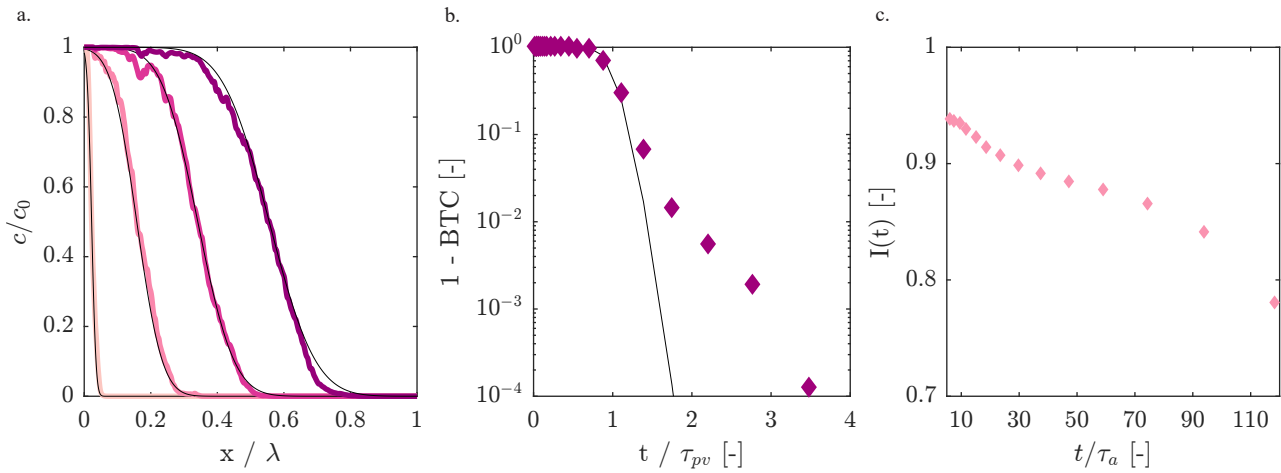 a.
1
0.8
0.6
0.4
0.2
0
c/c₀
0 0.2 0.4 0.6 0.8 1
x / λ
b.
10⁰
10⁻¹
10⁻²
10⁻³
10⁻⁴
1 - BTC [-]
0 1 2 3 4
t / τₚᵥ [-]
c.
1
0.9
0.8
0.7
I(t) [-]
10 30 50 70 90 110
t/τₐ [-]